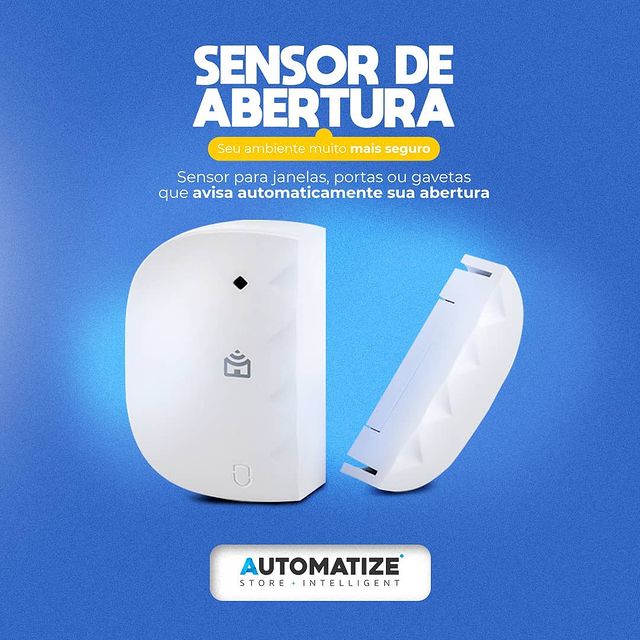 SENSOR DE
ABERTURA
Seu ambiente muito mais seguro
Sensor para janelas, portas ou gavetas
que avisa automaticamente sua abertura
AUTOMATIZE
STORE + INTELLIGENT